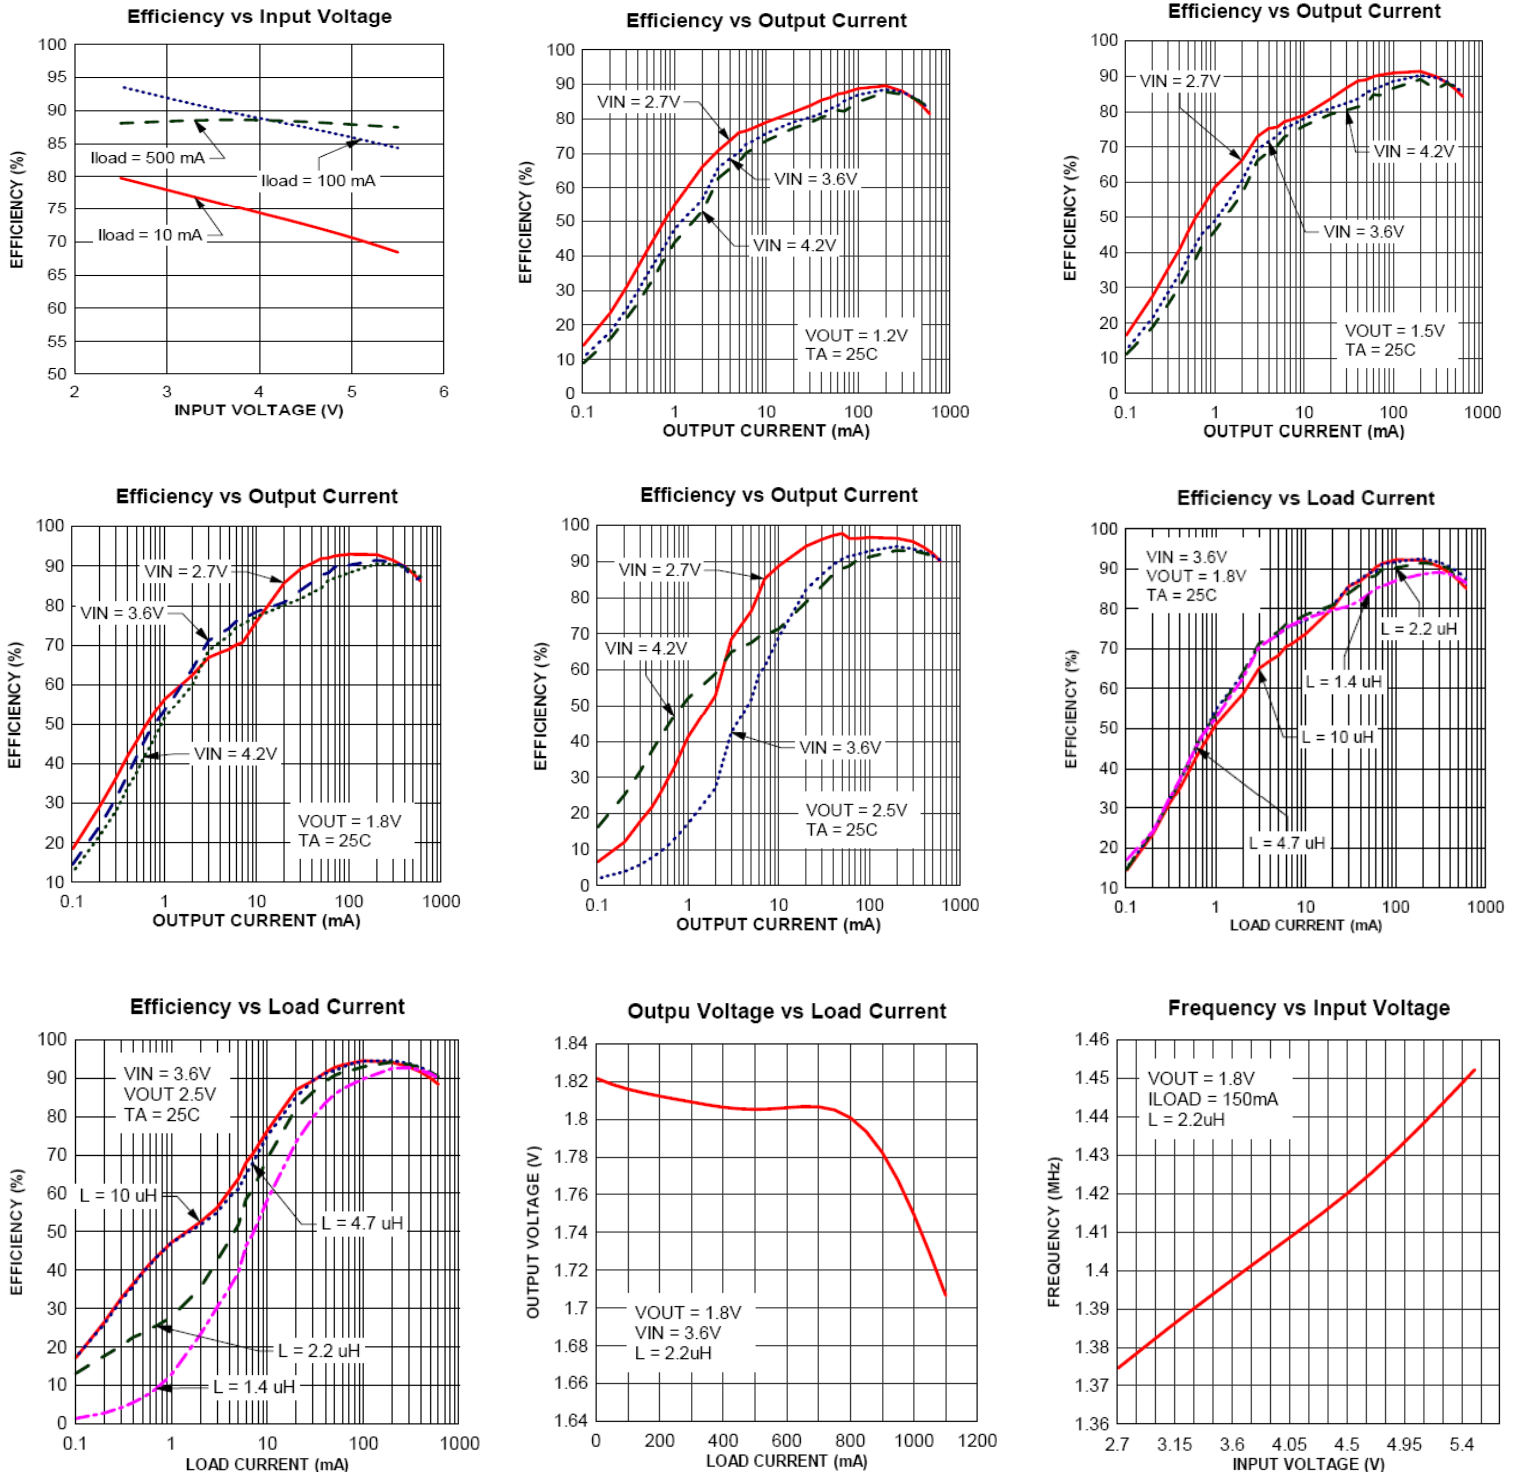 Efficiency vs Input Voltage
EFFICIENCY (%)
100
95
90
85
80
75
70
65
60
55
50
Iload = 500 mA
Iload = 100 mA
Iload = 10 mA
2 3 4 5 6
INPUT VOLTAGE (V)
Efficiency vs Output Current
EFFICIENCY (%)
100
90
80
70
60
50
40
30
20
10
0
VIN = 2.7V
VIN = 3.6V
VIN = 4.2V
VOUT = 1.2V
TA = 25C
0.1 1 10 100 1000
OUTPUT CURRENT (mA)
Efficiency vs Output Current
EFFICIENCY (%)
100
90
80
70
60
50
40
30
20
10
0
VIN = 2.7V
VIN = 4.2V
VIN = 3.6V
VOUT = 1.5V
TA = 25C
0.1 1 10 100 1000
OUTPUT CURRENT (mA)
Efficiency vs Output Current
EFFICIENCY (%)
100
90
80
70
60
50
40
30
20
10
VIN = 2.7V
VIN = 3.6V
VIN = 4.2V
VOUT = 1.8V
TA = 25C
0.1 1 10 100 1000
OUTPUT CURRENT (mA)
Efficiency vs Output Current
EFFICIENCY (%)
100
90
80
70
60
50
40
30
20
10
0
VIN = 2.7V
VIN = 4.2V
VIN = 3.6V
VOUT = 2.5V
TA = 25C
0.1 1 10 100 1000
OUTPUT CURRENT (mA)
Efficiency vs Load Current
EFFICIENCY (%)
100
90
80
70
60
50
40
30
20
10
VIN = 3.6V
VOUT = 1.8V
TA = 25C
L = 2.2 uH
L = 1.4 uH
L = 10 uH
L = 4.7 uH
0.1 1 10 100 1000
LOAD CURRENT (mA)
Efficiency vs Load Current
EFFICIENCY (%)
100
90
80
70
60
50
40
30
20
10
0
VIN = 3.6V
VOUT 2.5V
TA = 25C
L = 10 uH
L = 4.7 uH
L = 2.2 uH
L = 1.4 uH
0.1 1 10 100 1000
LOAD CURRENT (mA)
Outpu Voltage vs Load Current
OUTPUT VOLTAGE (V)
1.84
1.82
1.8
1.78
1.76
1.74
1.72
1.7
1.68
1.66
1.64
VOUT = 1.8V
VIN = 3.6V
L = 2.2uH
0 200 400 600 800 1000 1200
LOAD CURRENT (mA)
Frequency vs Input Voltage
FREQUENCY (MHz)
1.46
1.45
1.44
1.43
1.42
1.41
1.4
1.39
1.38
1.37
1.36
VOUT = 1.8V
ILOAD = 150mA
L = 2.2uH
2.7 3.15 3.6 4.05 4.5 4.95 5.4
INPUT VOLTAGE (V)